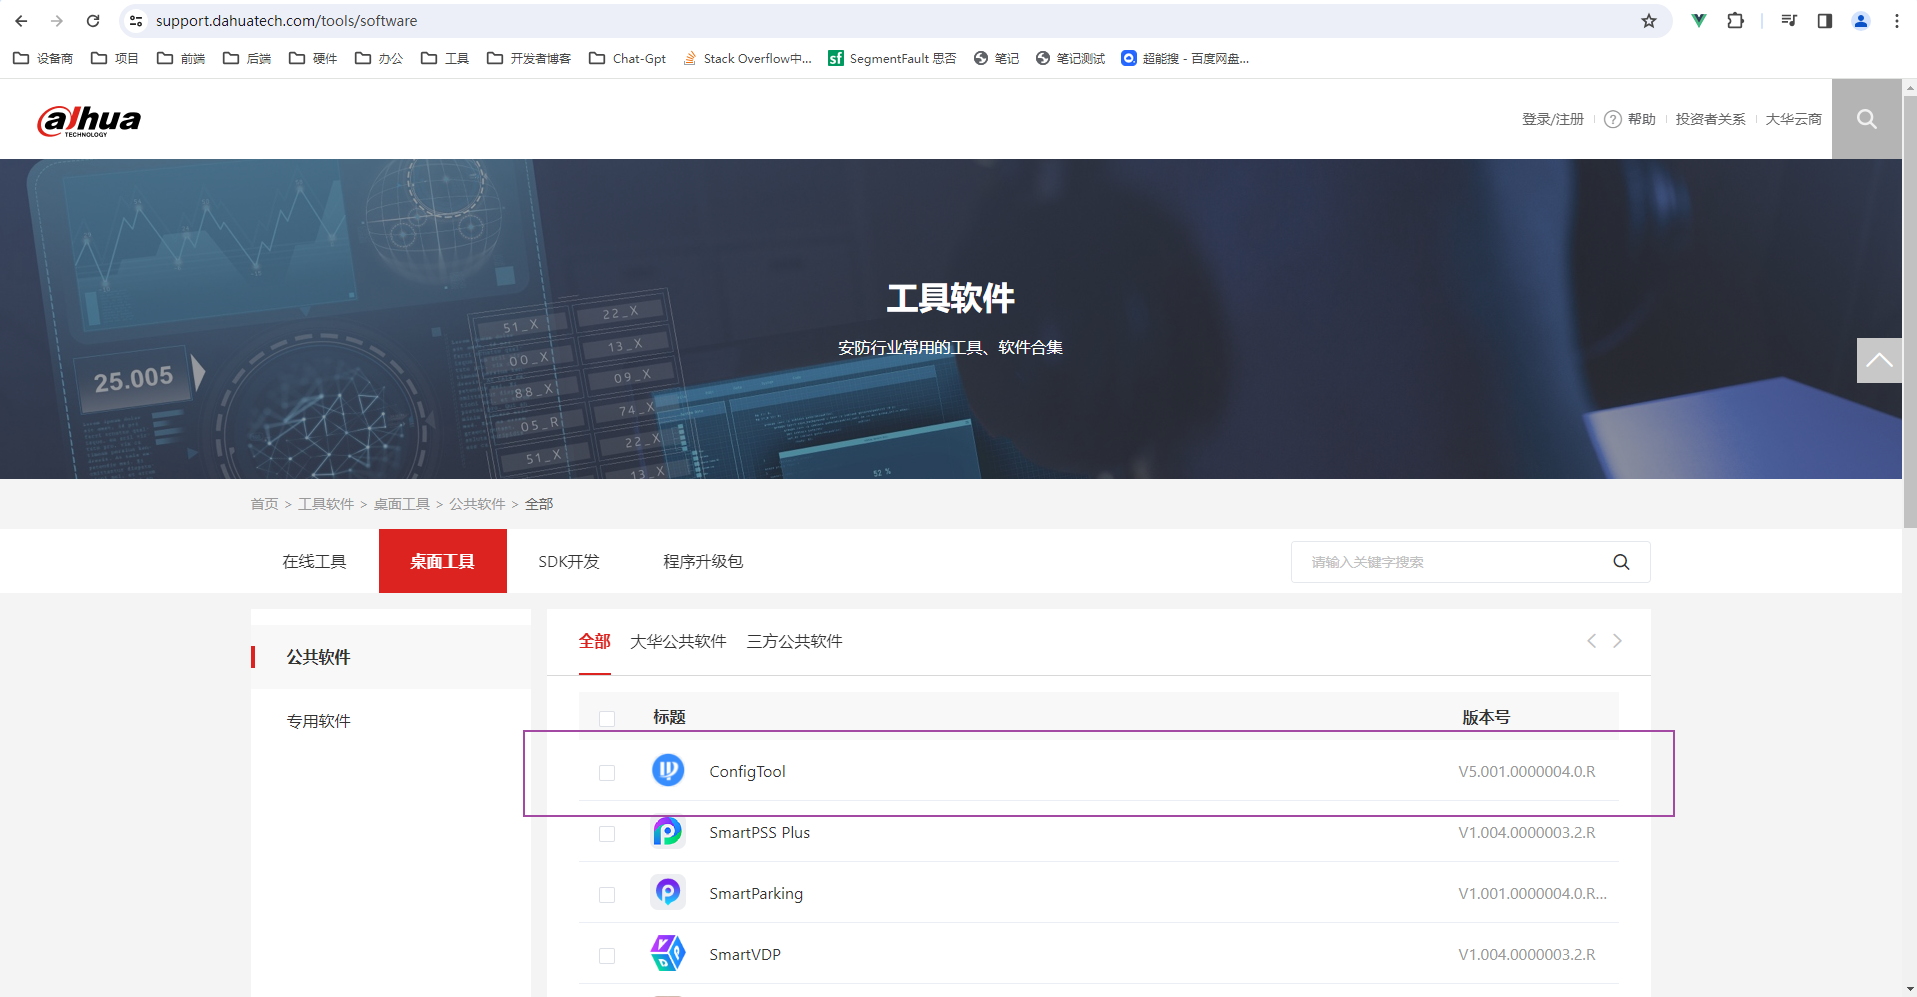 support.dahuatech.com/tools/software
设备商 项目 前端 后端 硬件 办公 工具 开发者博客 Chat-Gpt Stack Overflow中... SegmentFault 思否 笔记 笔记测试 超能搜 - 百度网盘...
alhua
TECHNOLOGY
登录/注册 ? 帮助 投资者关系 大华云商
工具软件
安防行业常用的工具、软件合集
51_X 22_X
00_X 13_X
88_X 09_X
05_R 74_X
51_X 22_X
13_X
25.005
52 %
首页 > 工具软件 > 桌面工具 > 公共软件 > 全部
在线工具 桌面工具 SDK开发 程序升级包 请输入关键字搜索
公共软件
专用软件
全部 大华公共软件 三方公共软件
标题 版本号
ConfigTool V5.001.0000004.0.R
SmartPSS Plus V1.004.0000003.2.R
SmartParking V1.001.0000004.0.R...
SmartVDP V1.004.0000003.2.R